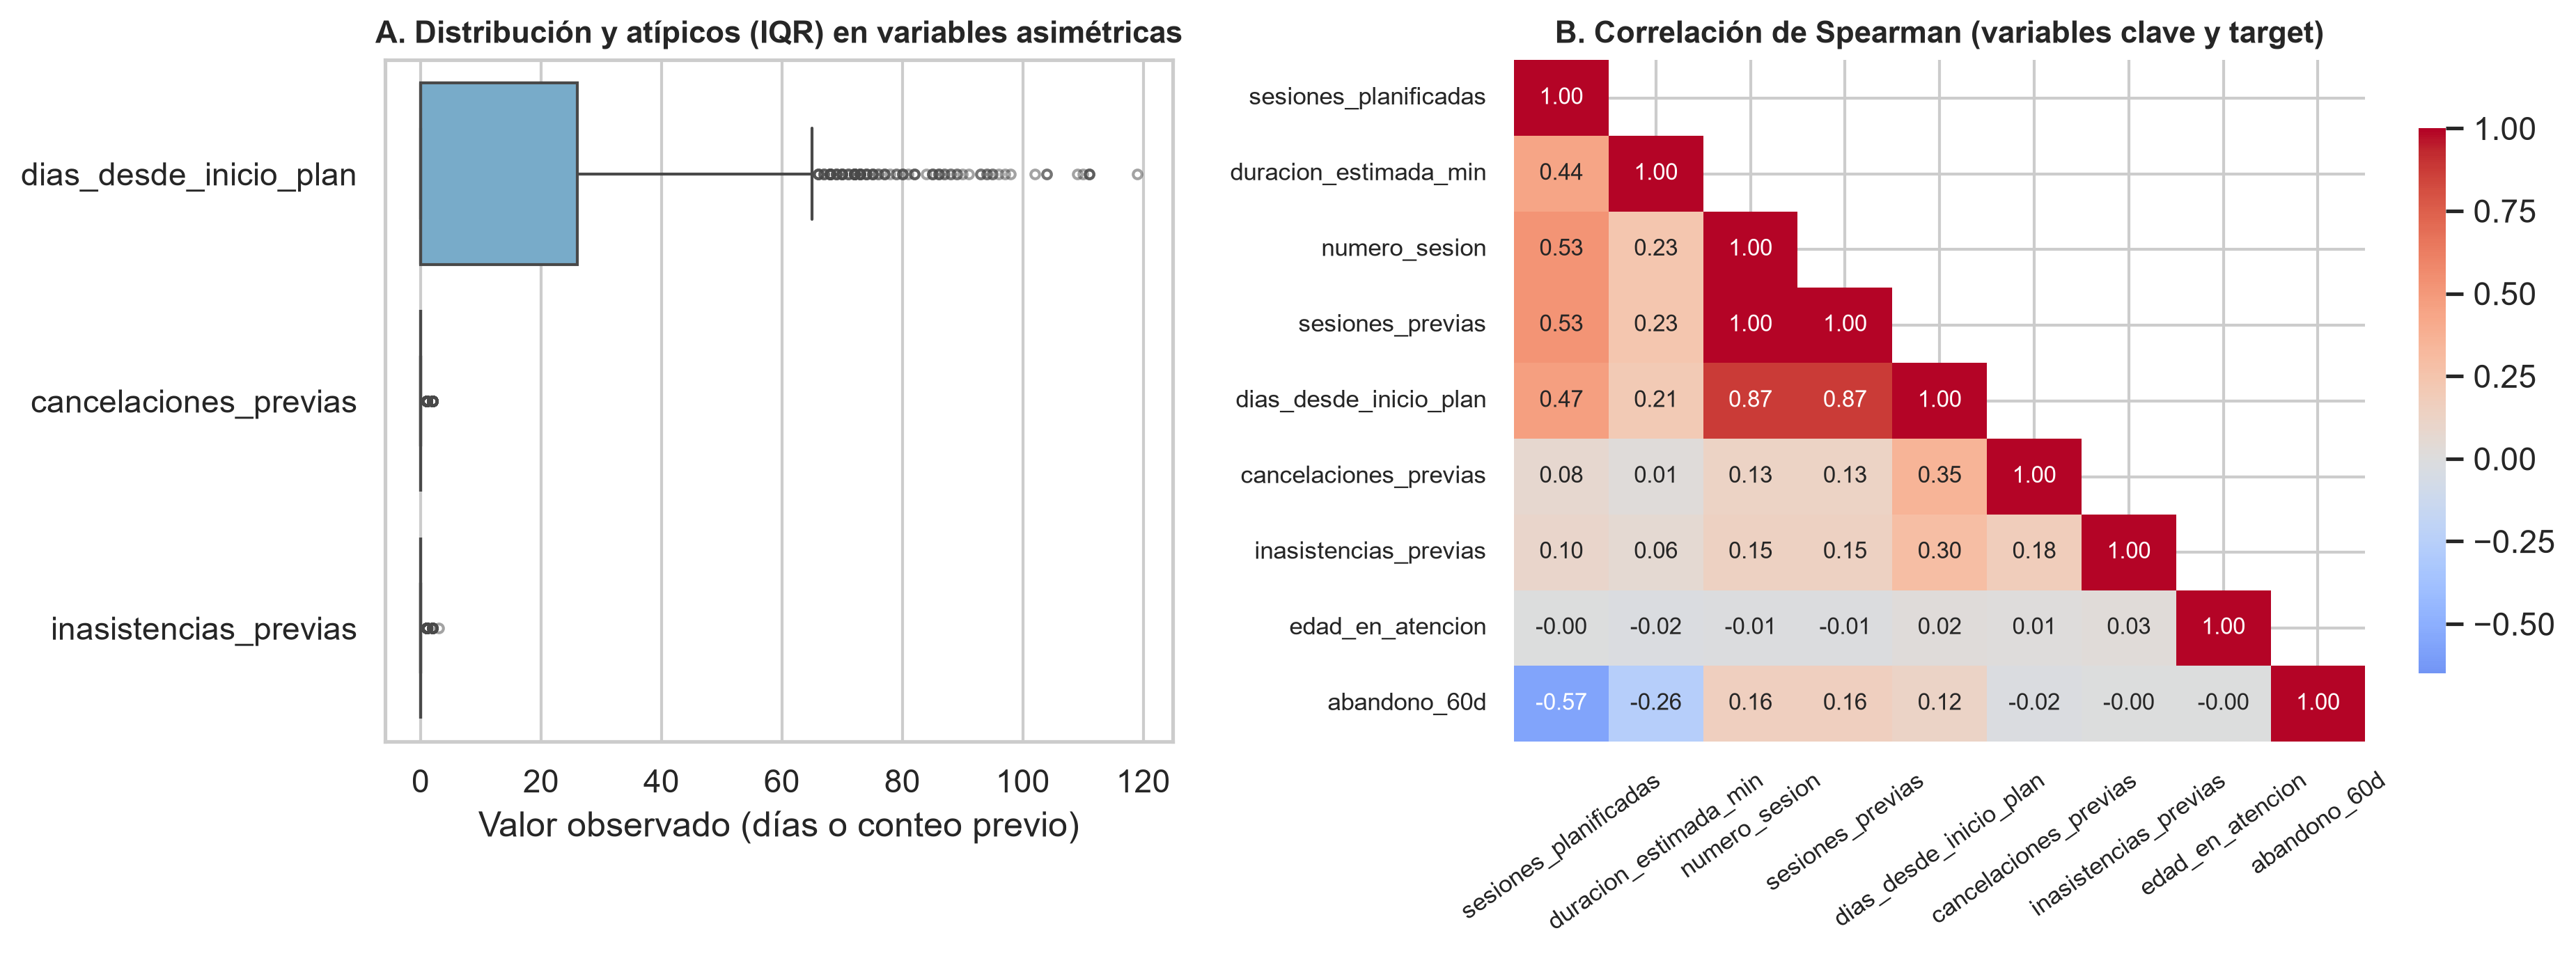 A. Distribución y atípicos (IQR) en variables asimétricas
dias_desde_inicio_plan
cancelaciones_previas
inasistencias_previas
0 20 40 60 80 100 120
Valor observado (días o conteo previo)
B. Correlación de Spearman (variables clave y target)
sesiones_planificadas 1.00
duracion_estimada_min 0.44 1.00
numero_sesion 0.53 0.23 1.00
sesiones_previas 0.53 0.23 1.00 1.00
dias_desde_inicio_plan 0.47 0.21 0.87 0.87 1.00
cancelaciones_previas 0.08 0.01 0.13 0.13 0.35 1.00
inasistencias_previas 0.10 0.06 0.15 0.15 0.30 0.18 1.00
edad_en_atencion -0.00 -0.02 -0.01 -0.01 0.02 0.01 0.03 1.00
abandono_60d -0.57 -0.26 0.16 0.16 0.12 -0.02 -0.00 -0.00 1.00
sesiones_planificadas
duracion_estimada_min
numero_sesion
sesiones_previas
dias_desde_inicio_plan
cancelaciones_previas
inasistencias_previas
edad_en_atencion
abandono_60d
1.00
0.75
0.50
0.25
0.00
−0.25
−0.50